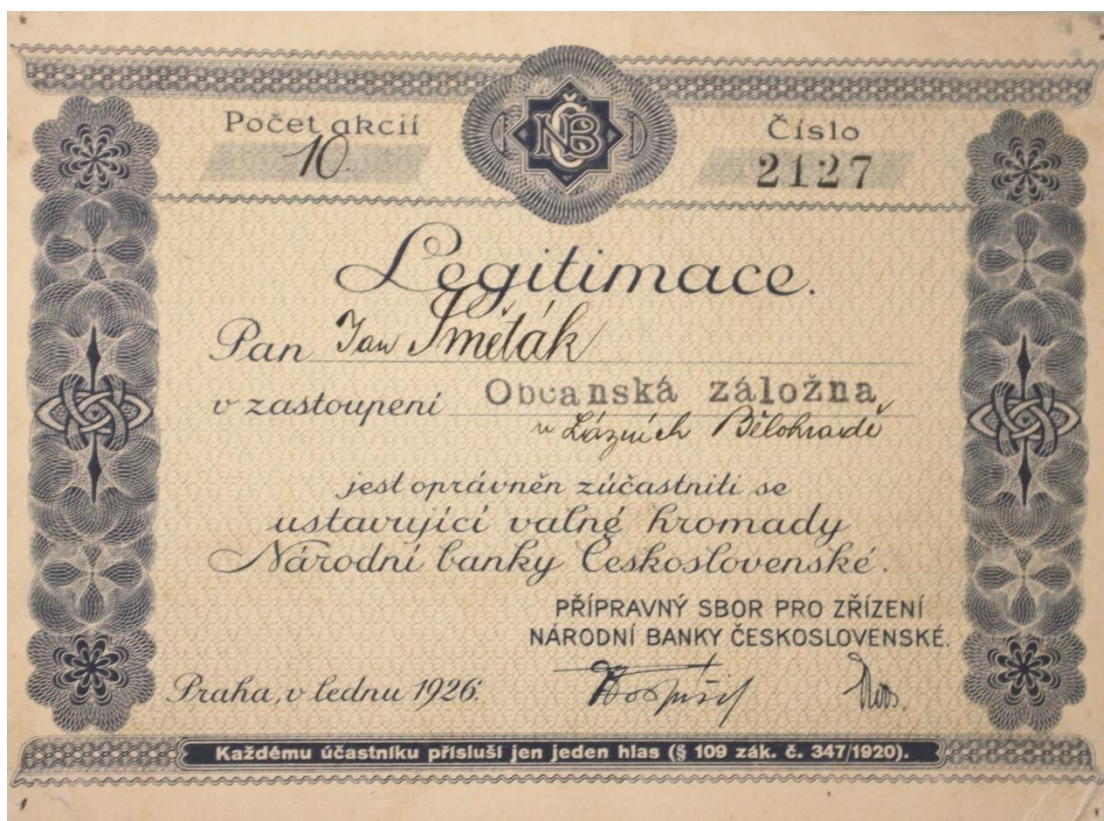 Počet akcií
10.
NBČ
Číslo
2127
Legitimace.
Pan Jan Smeták
v zastoupení Občanská záložna
v Lázních Bělohradě
jest oprávněn zúčastniti se
ustavující valné hromady
Národní banky Československé.
PŘÍPRAVNÝ SBOR PRO ZŘÍZENÍ
NÁRODNÍ BANKY ČESKOSLOVENSKÉ.
Praha, v lednu 1926.
Každému účastníku přísluší jen jeden hlas (§ 109 zák. č. 347/1920).